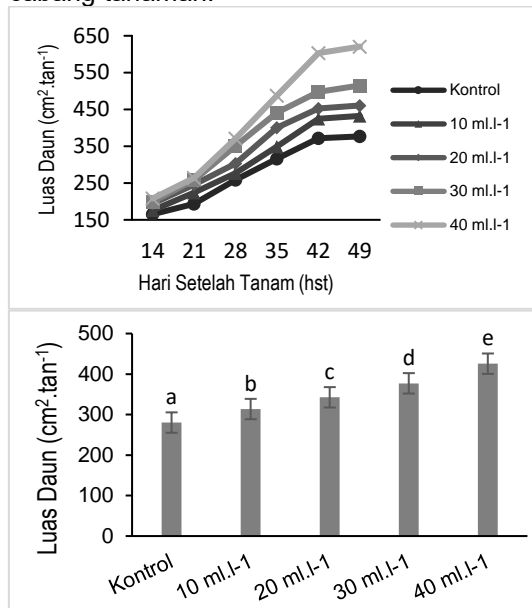 650
550
450
350
250
150
Luas Daun (cm².tan⁻¹)
14 21 28 35 42 49
Hari Setelah Tanam (hst)
Kontrol
10 ml.l-1
20 ml.l-1
30 ml.l-1
40 ml.l-1
500
400
300
200
100
0
Luas Daun (cm².tan⁻¹)
a b c d e
Kontrol
10 ml.l-1
20 ml.l-1
30 ml.l-1
40 ml.l-1